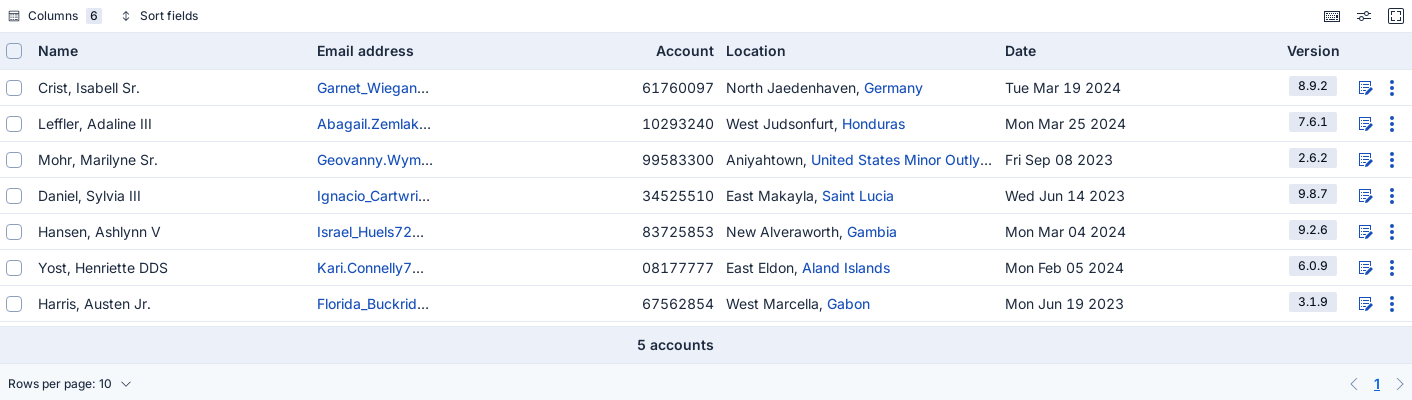 Columns 6 Sort fields
Name Email address Account Location Date Version
Crist, Isabell Sr. Garnet_Wiegan... 61760097 North Jaedenhaven, Germany Tue Mar 19 2024 8.9.2
Leffler, Adaline III Abagail.Zemlak... 10293240 West Judsonfurt, Honduras Mon Mar 25 2024 7.6.1
Mohr, Marilyne Sr. Geovanny.Wym... 99583300 Aniyahtown, United States Minor Outly... Fri Sep 08 2023 2.6.2
Daniel, Sylvia III Ignacio_Cartwri... 34525510 East Makayla, Saint Lucia Wed Jun 14 2023 9.8.7
Hansen, Ashlynn V Israel_Huels72... 83725853 New Alveraworth, Gambia Mon Mar 04 2024 9.2.6
Yost, Henriette DDS Kari.Connelly7... 08177777 East Eldon, Aland Islands Mon Feb 05 2024 6.0.9
Harris, Austen Jr. Florida_Buckrid... 67562854 West Marcella, Gabon Mon Jun 19 2023 3.1.9
5 accounts
Rows per page: 10 1